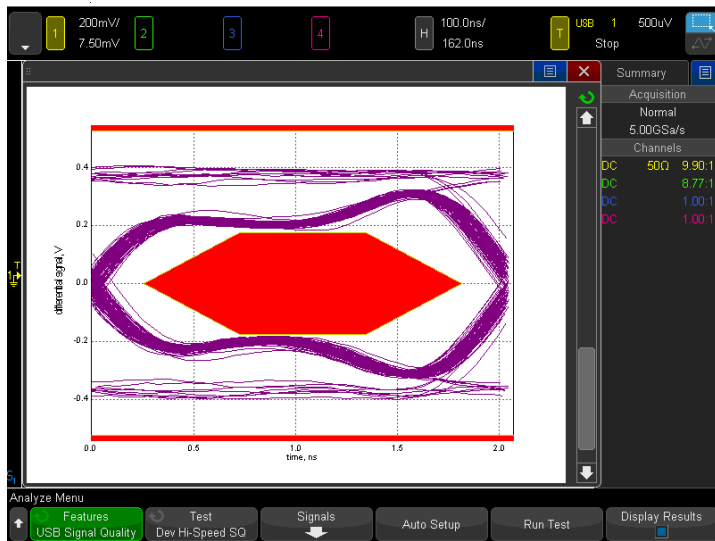 1 200mV/ 7.50mV 2 3 4 H 100.0ns/ 162.0ns T USB 1 500uV Stop
Summary
Acquisition
Normal
5.00GSa/s
Channels
DC 50Ω 9.90:1
DC 8.77:1
DC 1.00:1
DC 1.00:1
differential signal, V
0.4
0.2
0.0
-0.2
-0.4
0.0 0.5 1.0 1.5 2.0
time, ns
T
1
S1
Analyze Menu
Features
USB Signal Quality
Test
Dev Hi-Speed SQ
Signals
Auto Setup
Run Test
Display Results